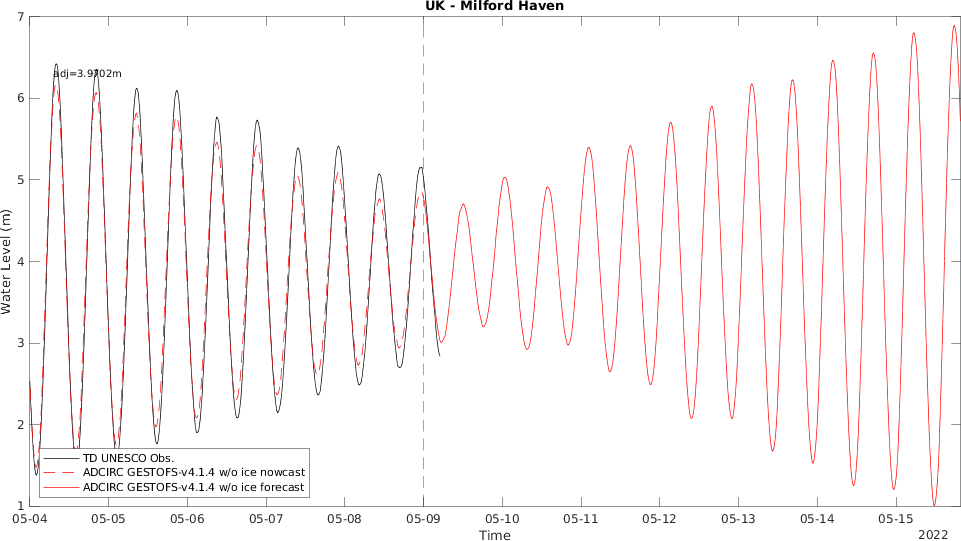 UK - Milford Haven
7
adj=3.9702m
6
5
4
3
2
1
Water Level (m)
TD UNESCO Obs.
ADCIRC GESTOFS-v4.1.4 w/o ice nowcast
ADCIRC GESTOFS-v4.1.4 w/o ice forecast
05-04 05-05 05-06 05-07 05-08 05-09 05-10 05-11 05-12 05-13 05-14 05-15
Time
2022